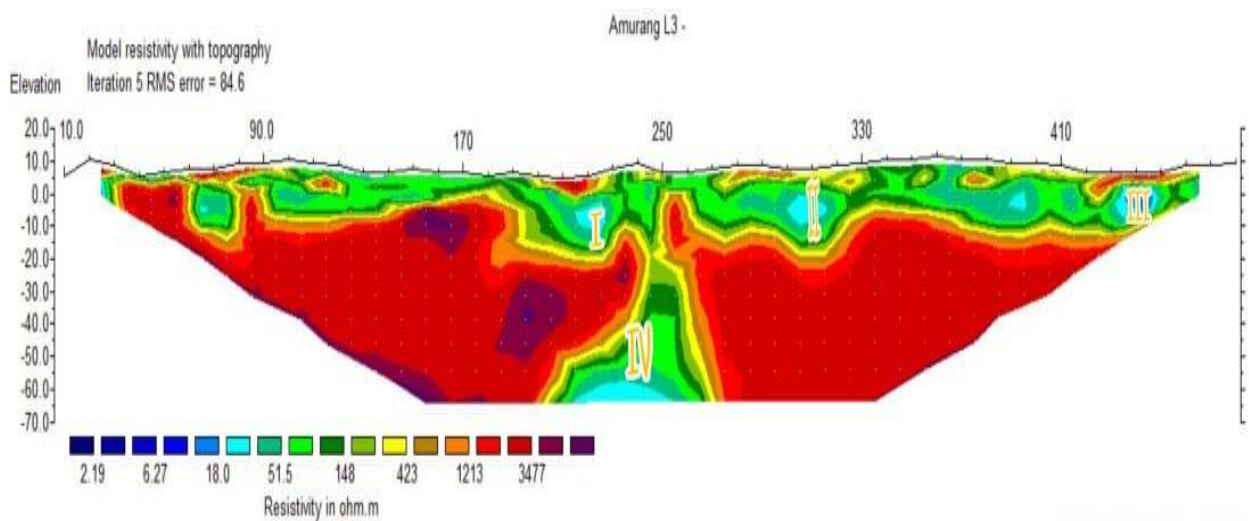 Amurang L3 -
Model resistivity with topography
Elevation Iteration 5 RMS error = 84.6
20.0 10.0 90.0 170 250 330 410
10.0
0.0
-10.0
-20.0
-30.0
-40.0
-50.0
-60.0
-70.0
I
II
III
IV
2.19 6.27 18.0 51.5 148 423 1213 3477
Resistivity in ohm.m